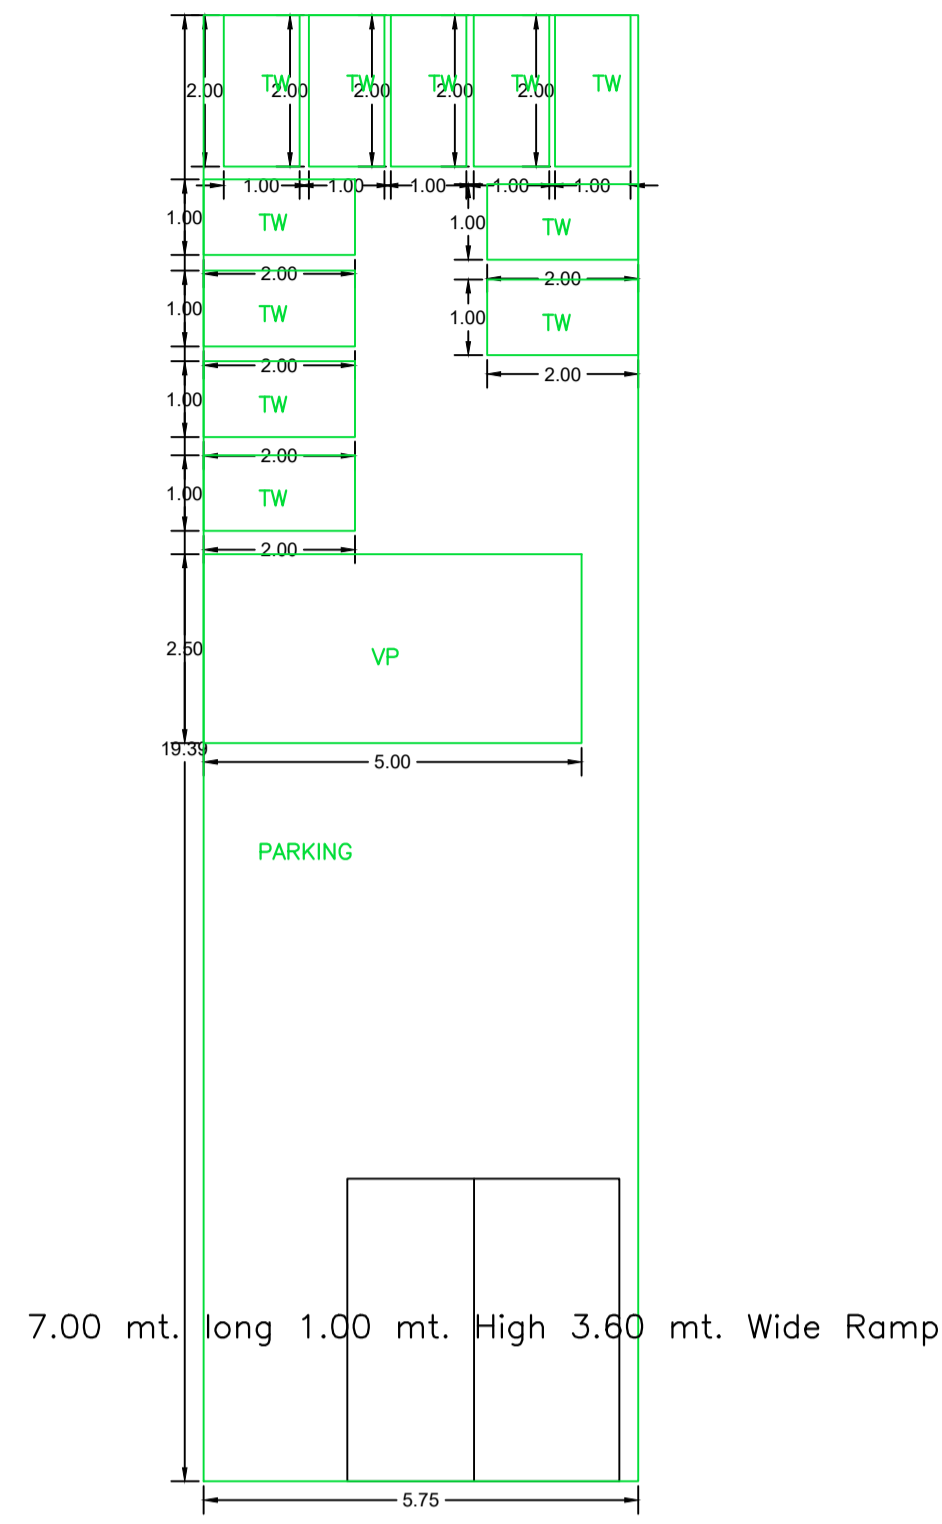 TW TW TW TW TW
2.00 2.00 2.00 2.00 2.00
1.00 1.00 1.00 1.00 1.00
1.00 TW 1.00 TW
2.00 2.00
1.00 TW 1.00 TW
2.00 2.00
1.00 TW
2.00
1.00 TW
2.00
2.50 VP
19.39
5.00
PARKING
7.00 mt. long 1.00 mt. High 3.60 mt. Wide Ramp
5.75